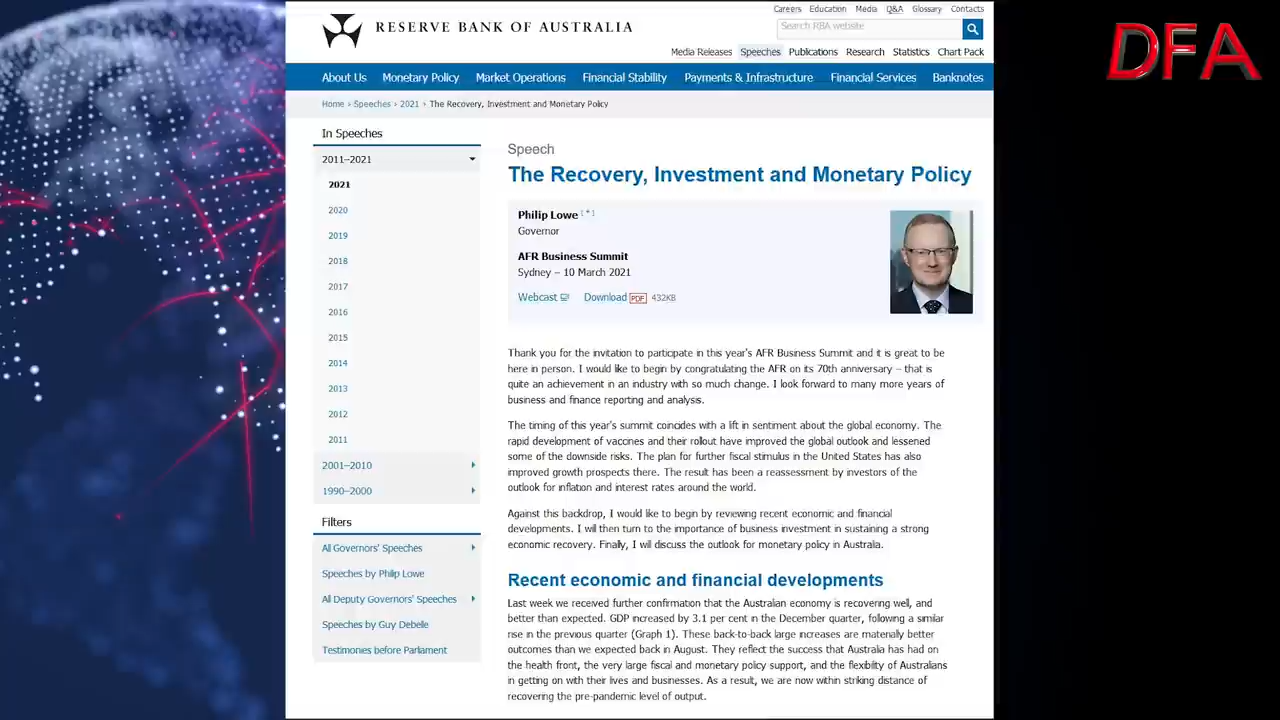 RESERVE BANK OF AUSTRALIA
Careers Education Media Q&A Glossary Contacts
Search RBA website
Media Releases Speeches Publications Research Statistics Chart Pack
DFA
About Us Monetary Policy Market Operations Financial Stability Payments & Infrastructure Financial Services Banknotes
Home › Speeches › 2021 › The Recovery, Investment and Monetary Policy
In Speeches
2011–2021
2021
2020
2019
2018
2017
2016
2015
2014
2013
2012
2011
2001–2010
1990–2000
Filters
All Governors' Speeches
Speeches by Philip Lowe
All Deputy Governors' Speeches
Speeches by Guy Debelle
Testimonies before Parliament
Speech
The Recovery, Investment and Monetary Policy
Philip Lowe [*]
Governor
AFR Business Summit
Sydney – 10 March 2021
Webcast Download PDF 432KB
Thank you for the invitation to participate in this year's AFR Business Summit and it is great to be
here in person. I would like to begin by congratulating the AFR on its 70th anniversary – that is
quite an achievement in an industry with so much change. I look forward to many more years of
business and finance reporting and analysis.
The timing of this year's summit coincides with a lift in sentiment about the global economy. The
rapid development of vaccines and their rollout have improved the global outlook and lessened
some of the downside risks. The plan for further fiscal stimulus in the United States has also
improved growth prospects there. The result has been a reassessment by investors of the
outlook for inflation and interest rates around the world.
Against this backdrop, I would like to begin by reviewing recent economic and financial
developments. I will then turn to the importance of business investment in sustaining a strong
economic recovery. Finally, I will discuss the outlook for monetary policy in Australia.
Recent economic and financial developments
Last week we received further confirmation that the Australian economy is recovering well, and
better than expected. GDP increased by 3.1 per cent in the December quarter, following a similar
rise in the previous quarter (Graph 1). These back-to-back large increases are materially better
outcomes than we expected back in August. They reflect the success that Australia has had on
the health front, the very large fiscal and monetary policy support, and the flexibility of Australians
in getting on with their lives and businesses. As a result, we are now within striking distance of
recovering the pre-pandemic level of output.